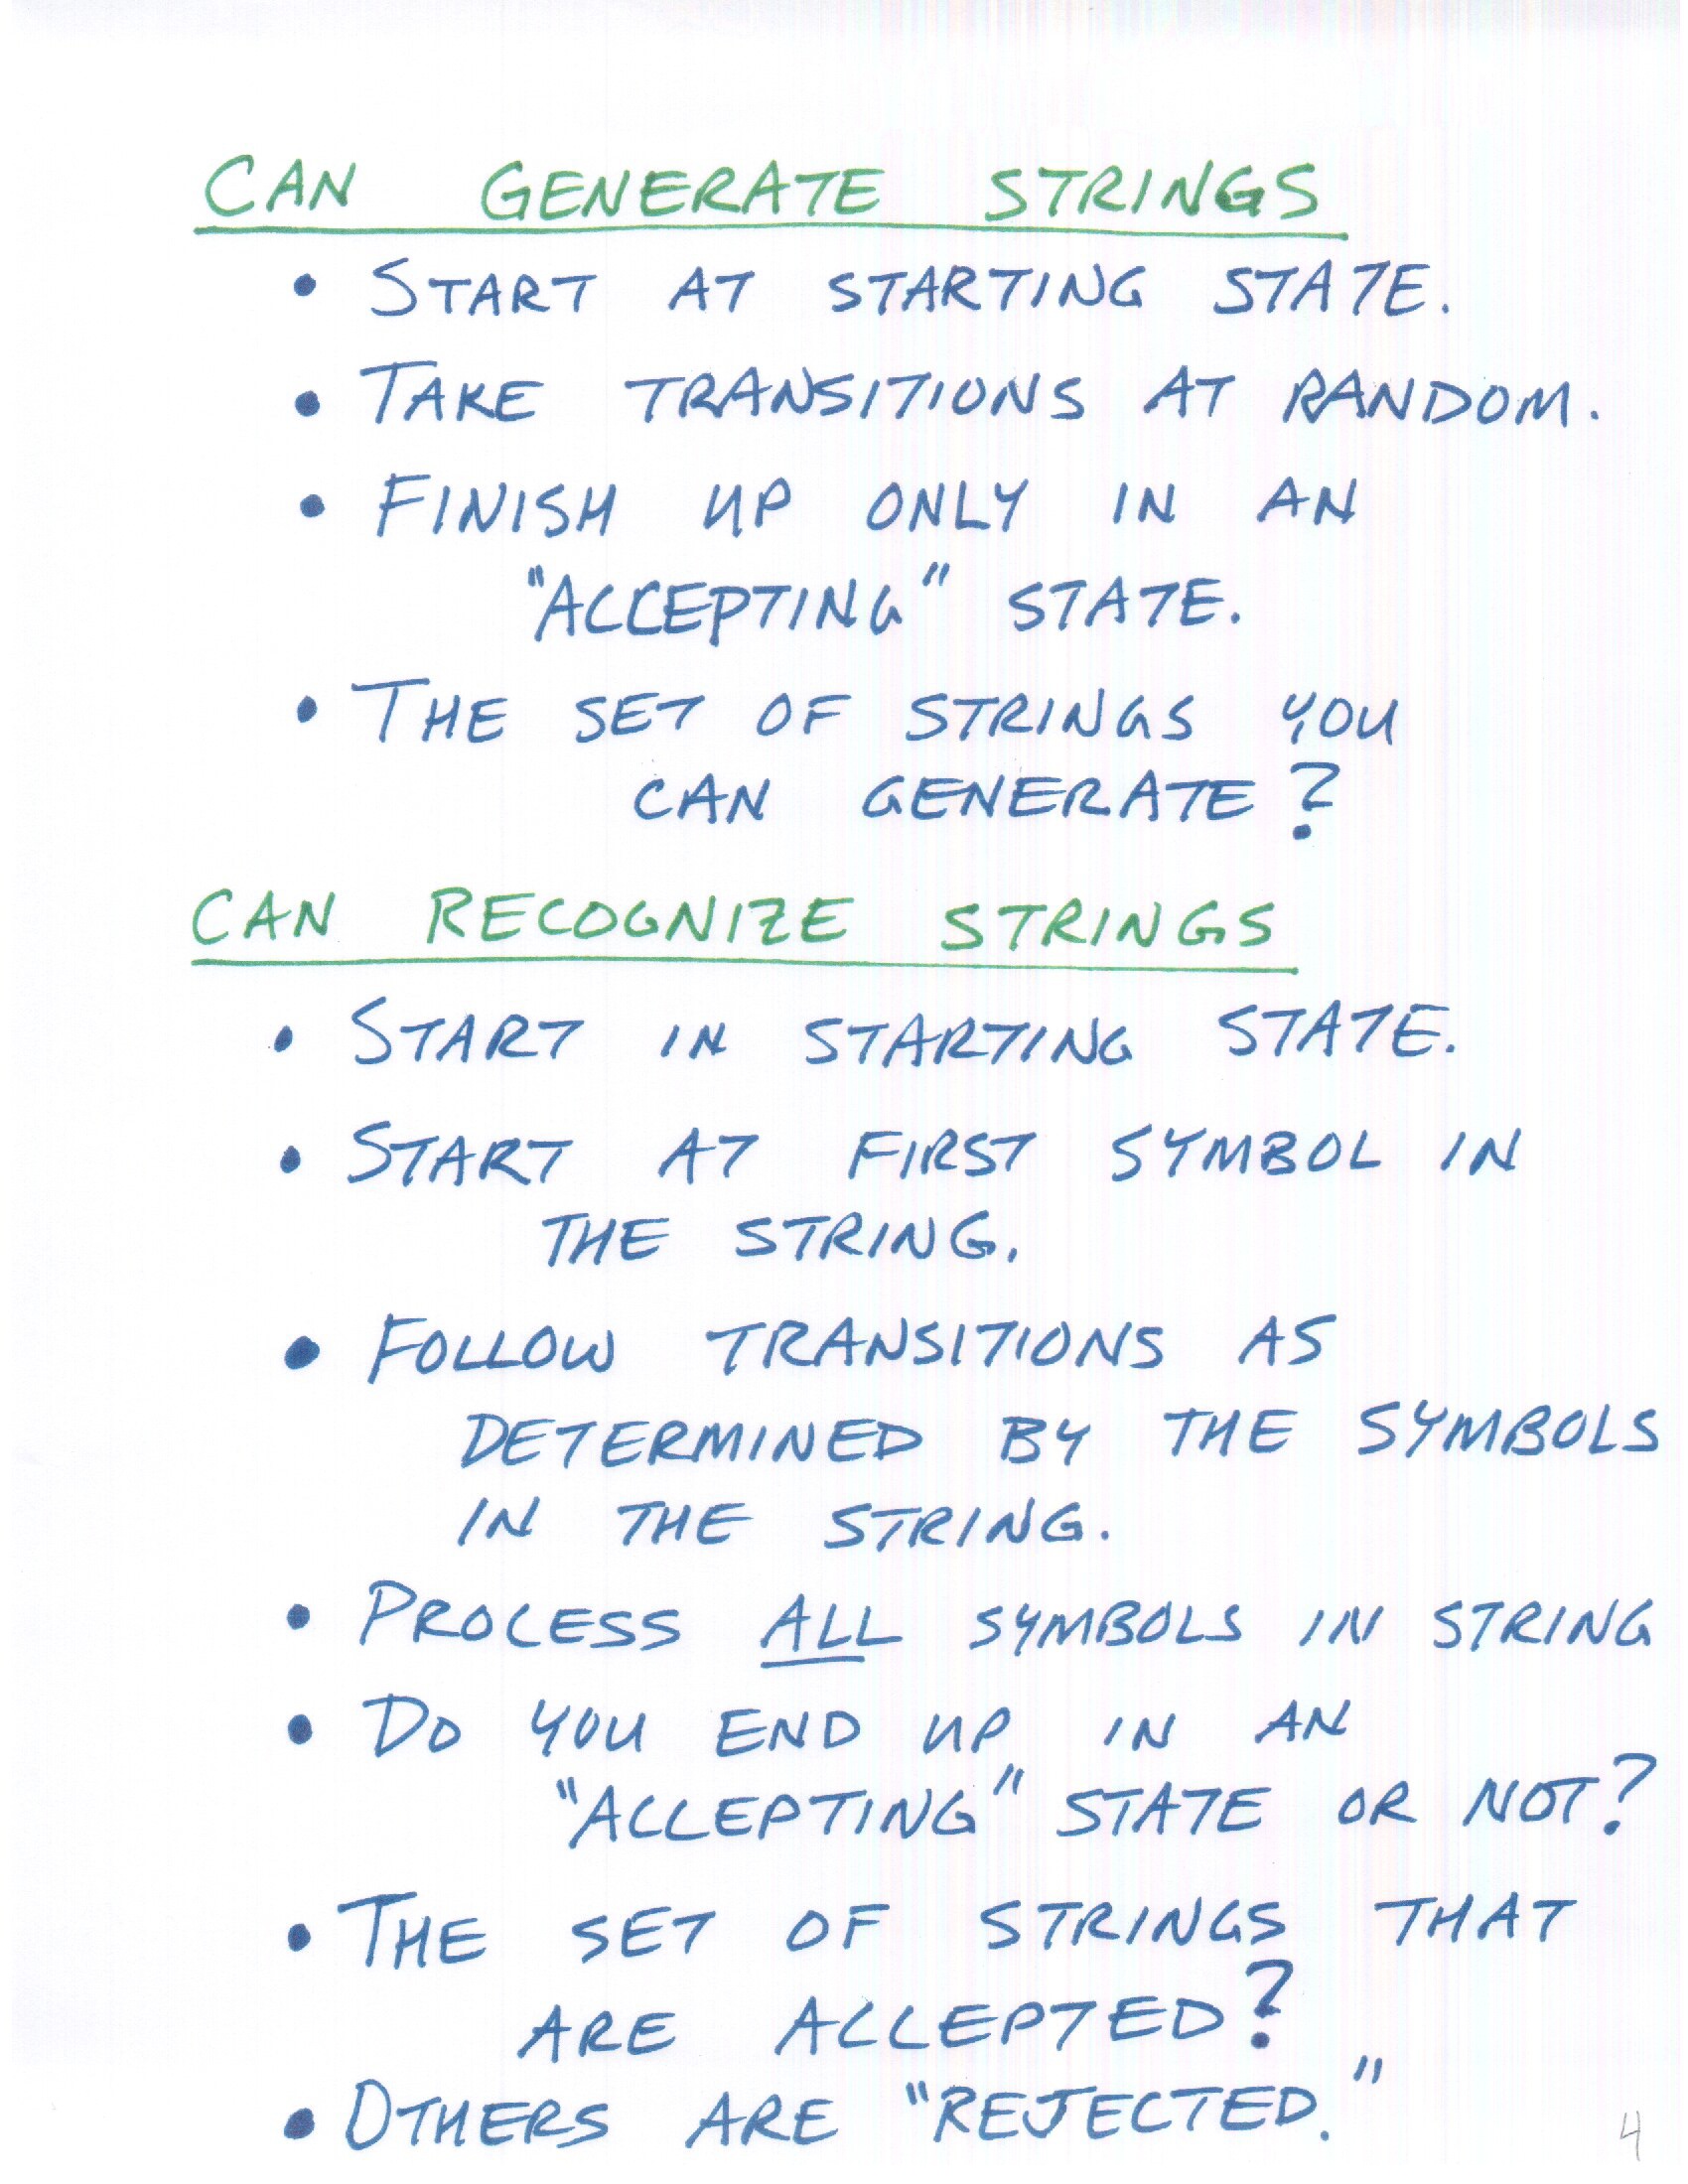 CAN GENERATE STRINGS
• START AT STARTING STATE.
• TAKE TRANSITIONS AT RANDOM.
• FINISH UP ONLY IN AN
"ACCEPTING" STATE.
• THE SET OF STRINGS YOU
CAN GENERATE?
CAN RECOGNIZE STRINGS
• START IN STARTING STATE.
• START AT FIRST SYMBOL IN
THE STRING.
• FOLLOW TRANSITIONS AS
DETERMINED BY THE SYMBOLS
IN THE STRING.
• PROCESS ALL SYMBOLS IN STRING
• DO YOU END UP IN AN
"ACCEPTING" STATE OR NOT?
• THE SET OF STRINGS THAT
ARE ACCEPTED?
• OTHERS ARE "REJECTED."
4